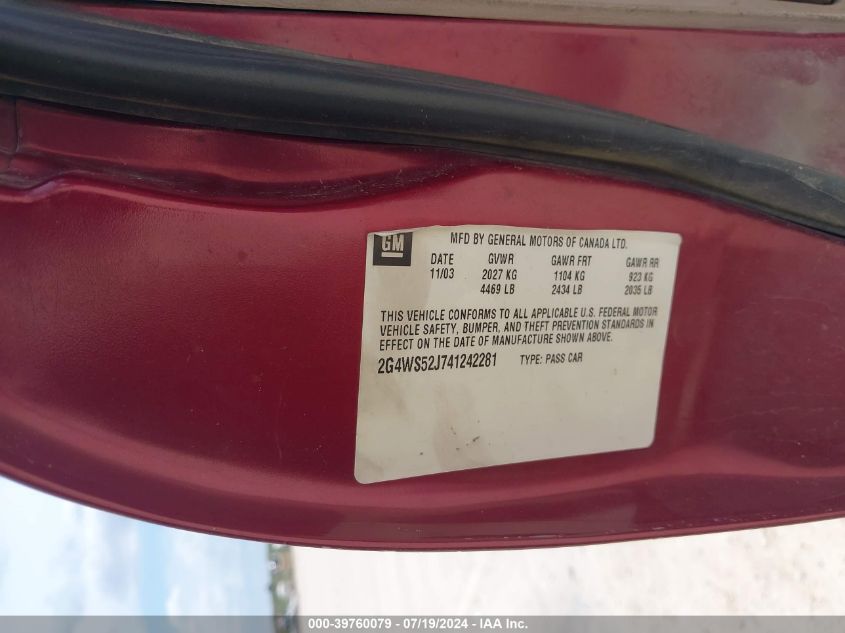 GM
MFD BY GENERAL MOTORS OF CANADA LTD.
DATE GVWR GAWR FRT GAWR RR
11/03 2027 KG 1104 KG 923 KG
4469 LB 2434 LB 2035 LB
THIS VEHICLE CONFORMS TO ALL APPLICABLE U.S. FEDERAL MOTOR
VEHICLE SAFETY, BUMPER, AND THEFT PREVENTION STANDARDS IN
EFFECT ON THE DATE OF MANUFACTURE SHOWN ABOVE.
2G4WS52J741242281 TYPE: PASS CAR
000-39760079 - 07/19/2024 - IAA Inc.